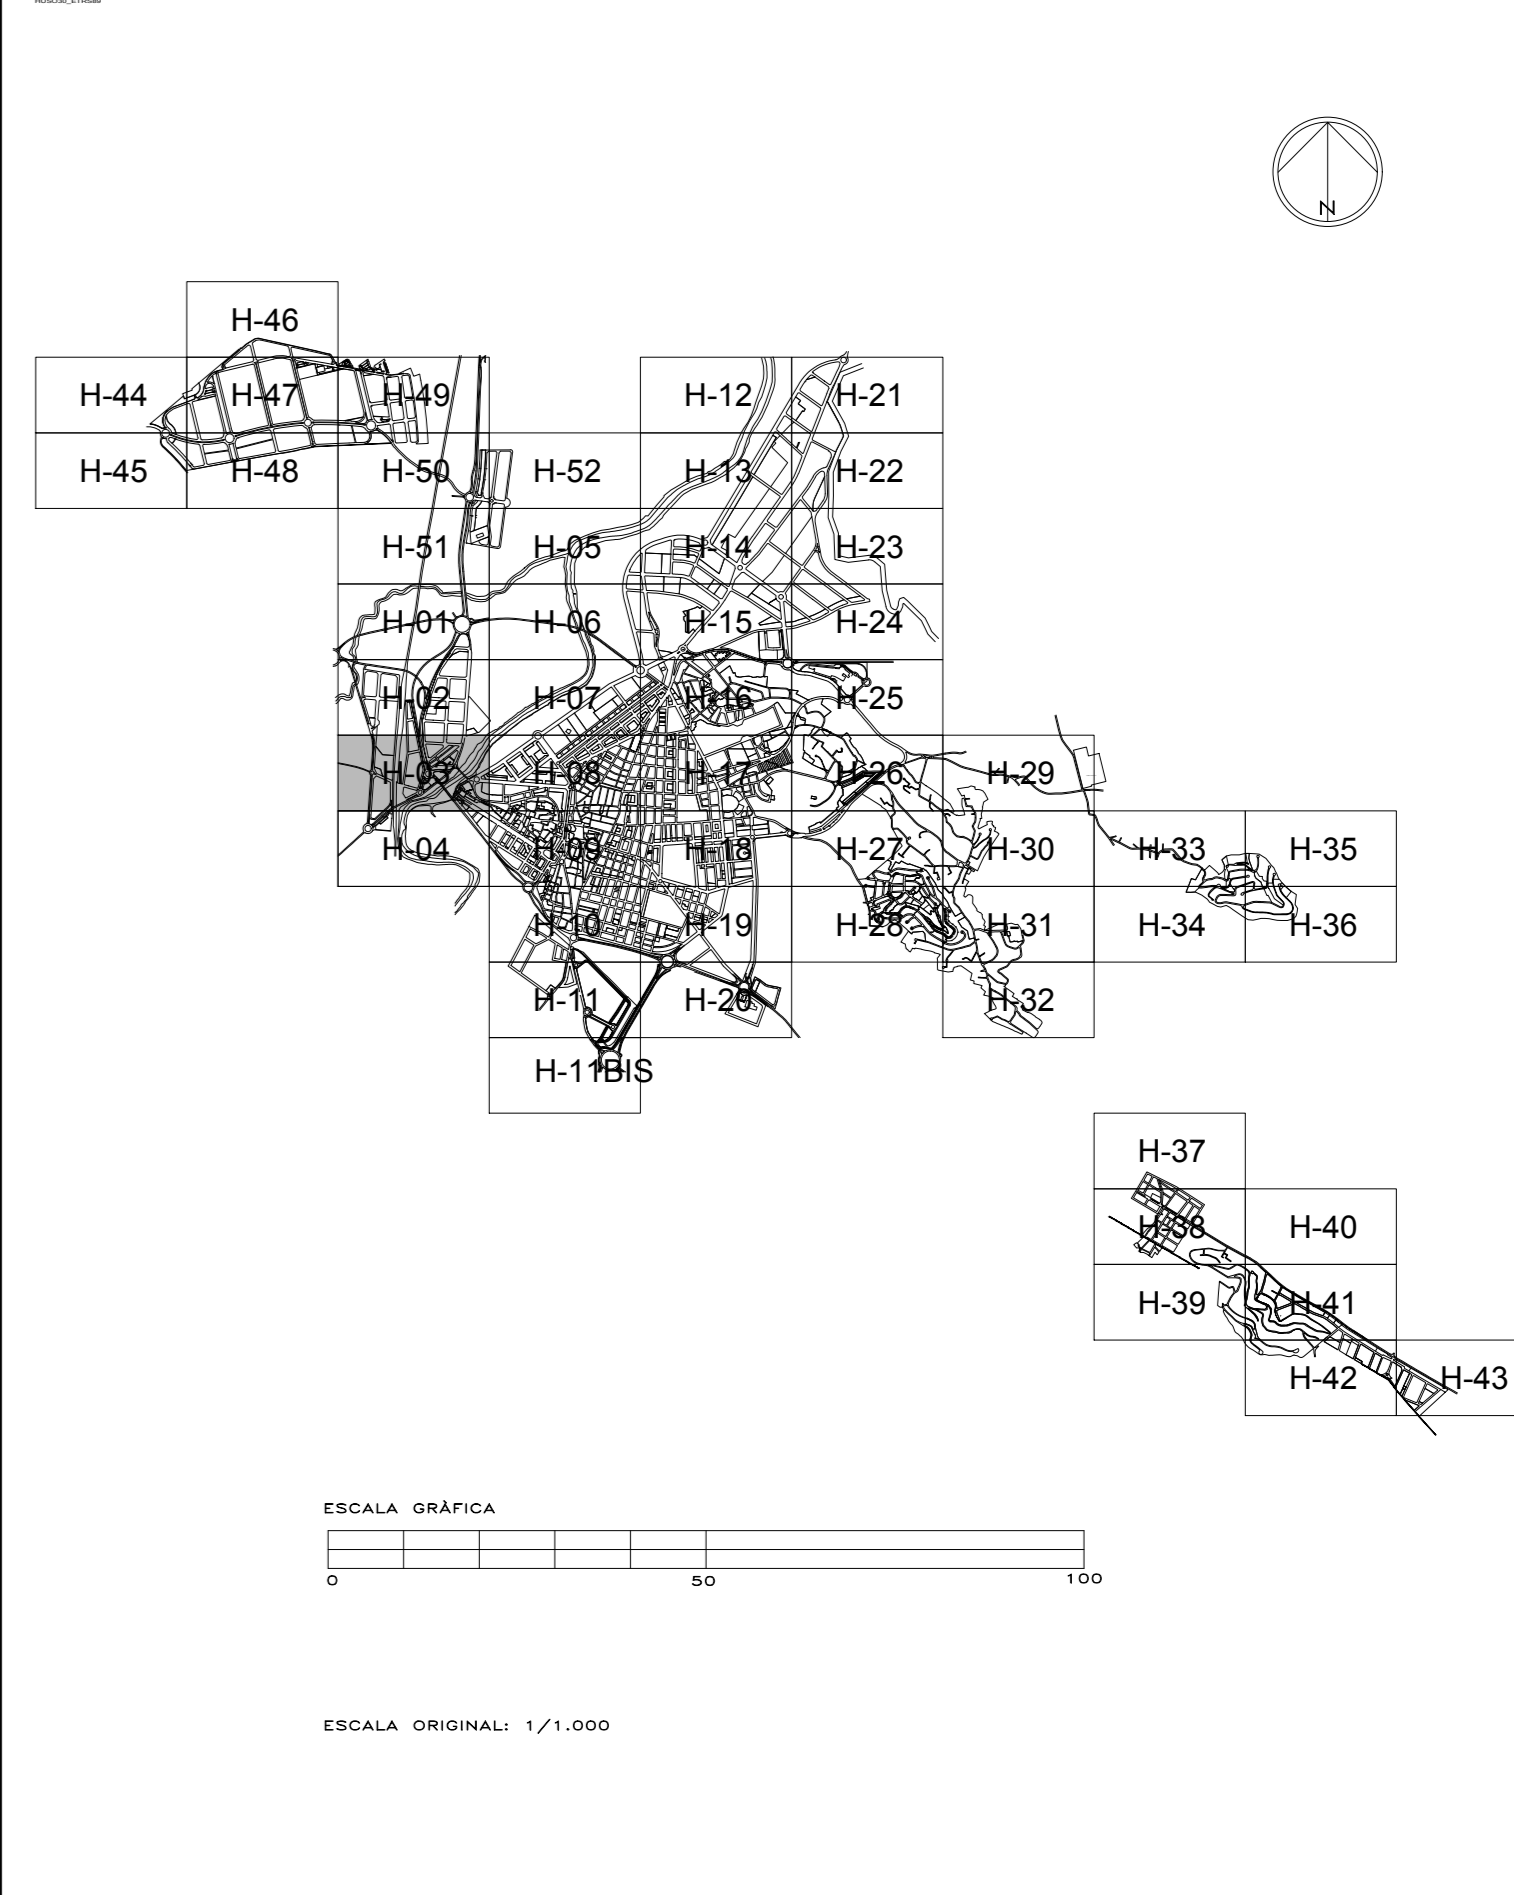 N
H-46
H-44 H-47 H-49 H-12 H-21
H-45 H-48 H-50 H-52 H-13 H-22
H-51 H-05 H-14 H-23
H-01 H-06 H-15 H-24
H-02 H-07 H-16 H-25
H-03 H-08 H-17 H-26 H-29
H-04 H-09 H-18 H-27 H-30 H-33 H-35
H-10 H-19 H-28 H-31 H-34 H-36
H-11 H-20 H-32
H-11BIS
H-37
H-38 H-40
H-39 H-41
H-42 H-43
ESCALA GRÀFICA
0 50 100
ESCALA ORIGINAL: 1/1.000